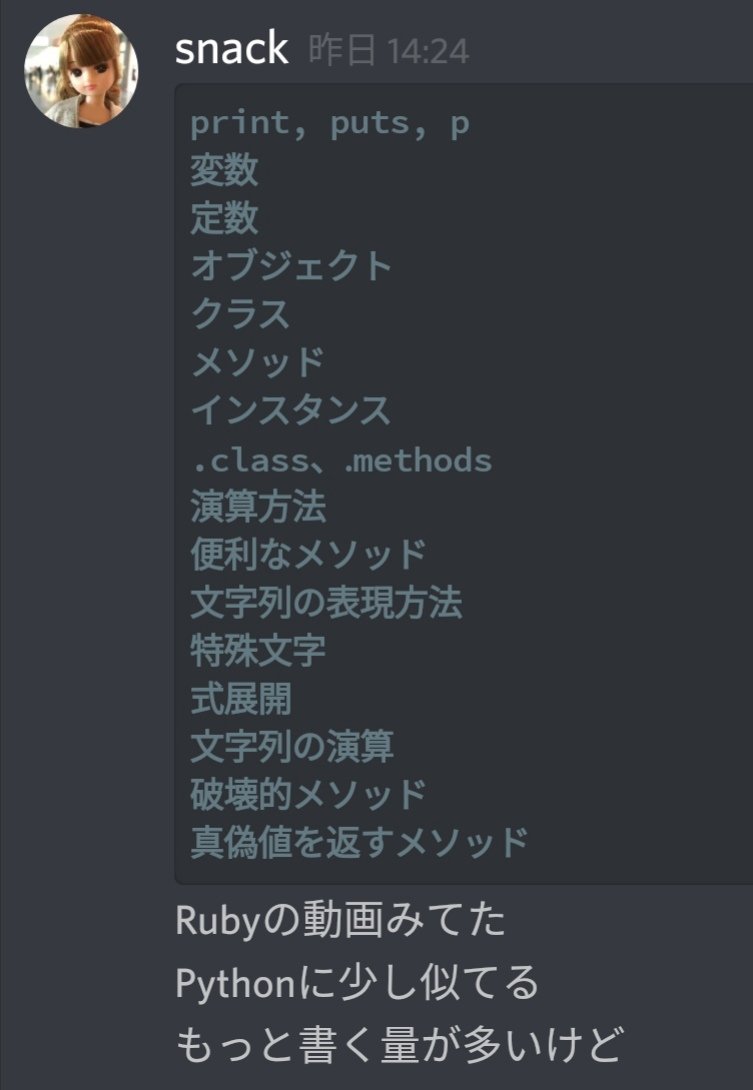 snack 昨日 14:24
print, puts, p
変数
定数
オブジェクト
クラス
メソッド
インスタンス
.class、.methods
演算方法
便利なメソッド
文字列の表現方法
特殊文字
式展開
文字列の演算
破壊的メソッド
真偽値を返すメソッド
Rubyの動画みてた
Pythonに少し似てる
もっと書く量が多いけど